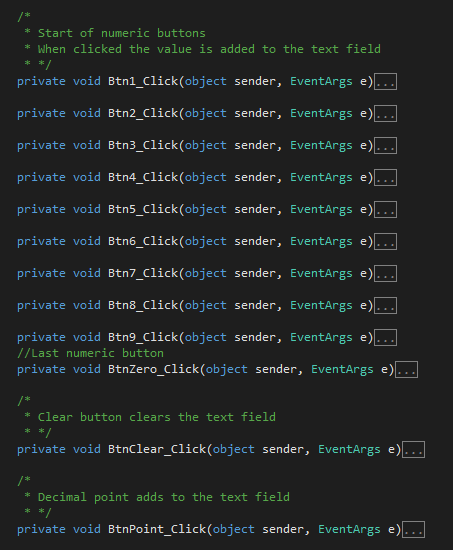 /*
* Start of numeric buttons
* When clicked the value is added to the text field
* */
private void Btn1_Click(object sender, EventArgs e)...
private void Btn2_Click(object sender, EventArgs e)...
private void Btn3_Click(object sender, EventArgs e)...
private void Btn4_Click(object sender, EventArgs e)...
private void Btn5_Click(object sender, EventArgs e)...
private void Btn6_Click(object sender, EventArgs e)...
private void Btn7_Click(object sender, EventArgs e)...
private void Btn8_Click(object sender, EventArgs e)...
private void Btn9_Click(object sender, EventArgs e)...
//Last numeric button
private void BtnZero_Click(object sender, EventArgs e)...
/*
* Clear button clears the text field
* */
private void BtnClear_Click(object sender, EventArgs e)...
/*
* Decimal point adds to the text field
* */
private void BtnPoint_Click(object sender, EventArgs e)...